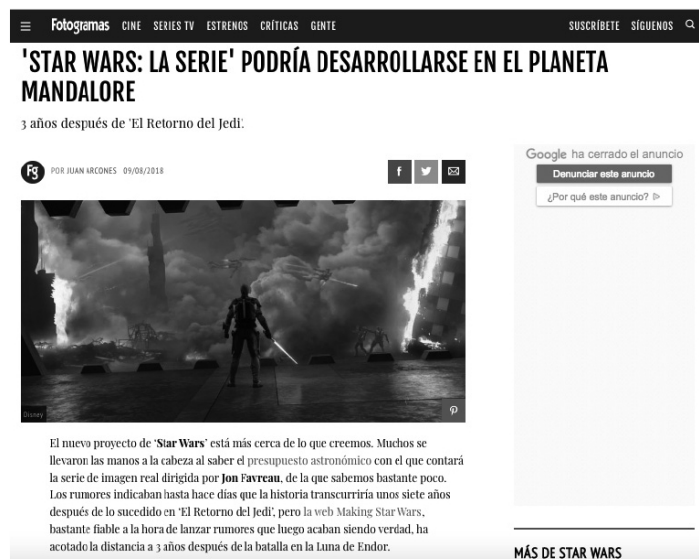 Fotogramas CINE SERIES TV ESTRENOS CRÍTICAS GENTE SUSCRÍBETE SÍGUENOS
'STAR WARS: LA SERIE' PODRÍA DESARROLLARSE EN EL PLANETA
MANDALORE
3 años después de 'El Retorno del Jedi'.
Fg POR JUAN ARCONES 09/08/2018
Google ha cerrado el anuncio
Denunciar este anuncio
¿Por qué este anuncio?
Disney
El nuevo proyecto de 'Star Wars' está más cerca de lo que creemos. Muchos se
llevaron las manos a la cabeza al saber el presupuesto astronómico con el que contará
la serie de imagen real dirigida por Jon Favreau, de la que sabemos bastante poco.
Los rumores indicaban hasta hace días que la historia transcurriría unos siete años
después de lo sucedido en 'El Retorno del Jedi', pero la web Making Star Wars,
bastante fiable a la hora de lanzar rumores que luego acaban siendo verdad, ha
acotado la distancia a 3 años después de la batalla en la Luna de Endor.
MÁS DE STAR WARS